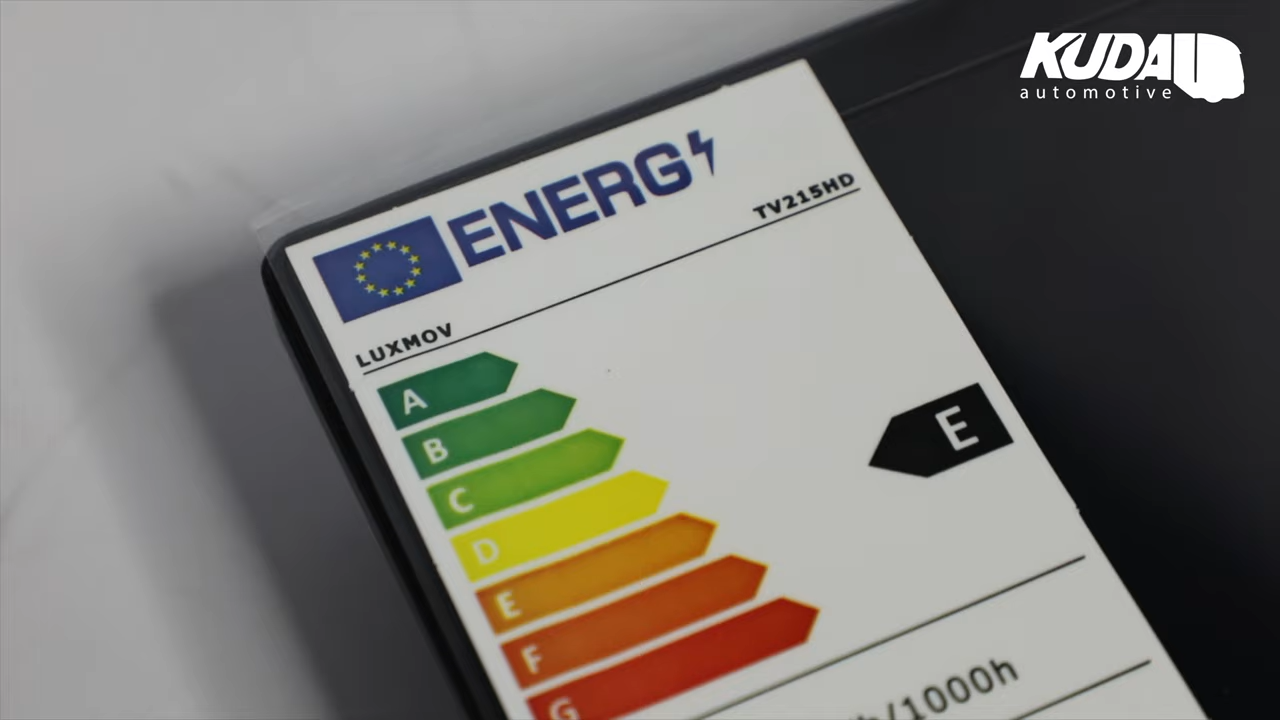 KUDA
automotive
ENERG
TV215HD
LUXMOV
A
B
C
D
E
E
F
G
/1000h